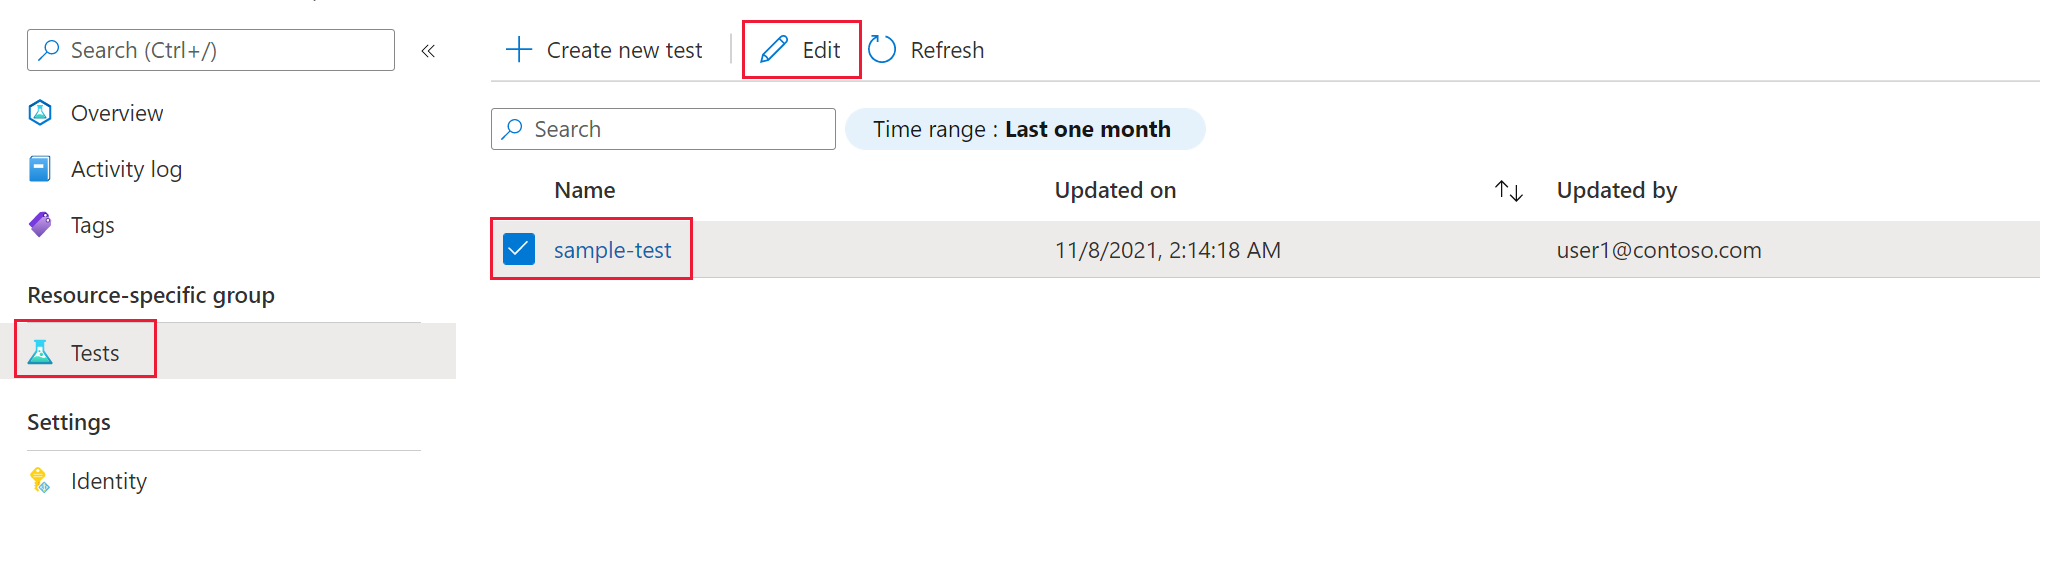 Search (Ctrl+/)
«
Overview
Activity log
Tags
Resource-specific group
Tests
Settings
Identity
Create new test
Edit
Refresh
Search
Time range : Last one month
Name Updated on Updated by
sample-test 11/8/2021, 2:14:18 AM user1@contoso.com